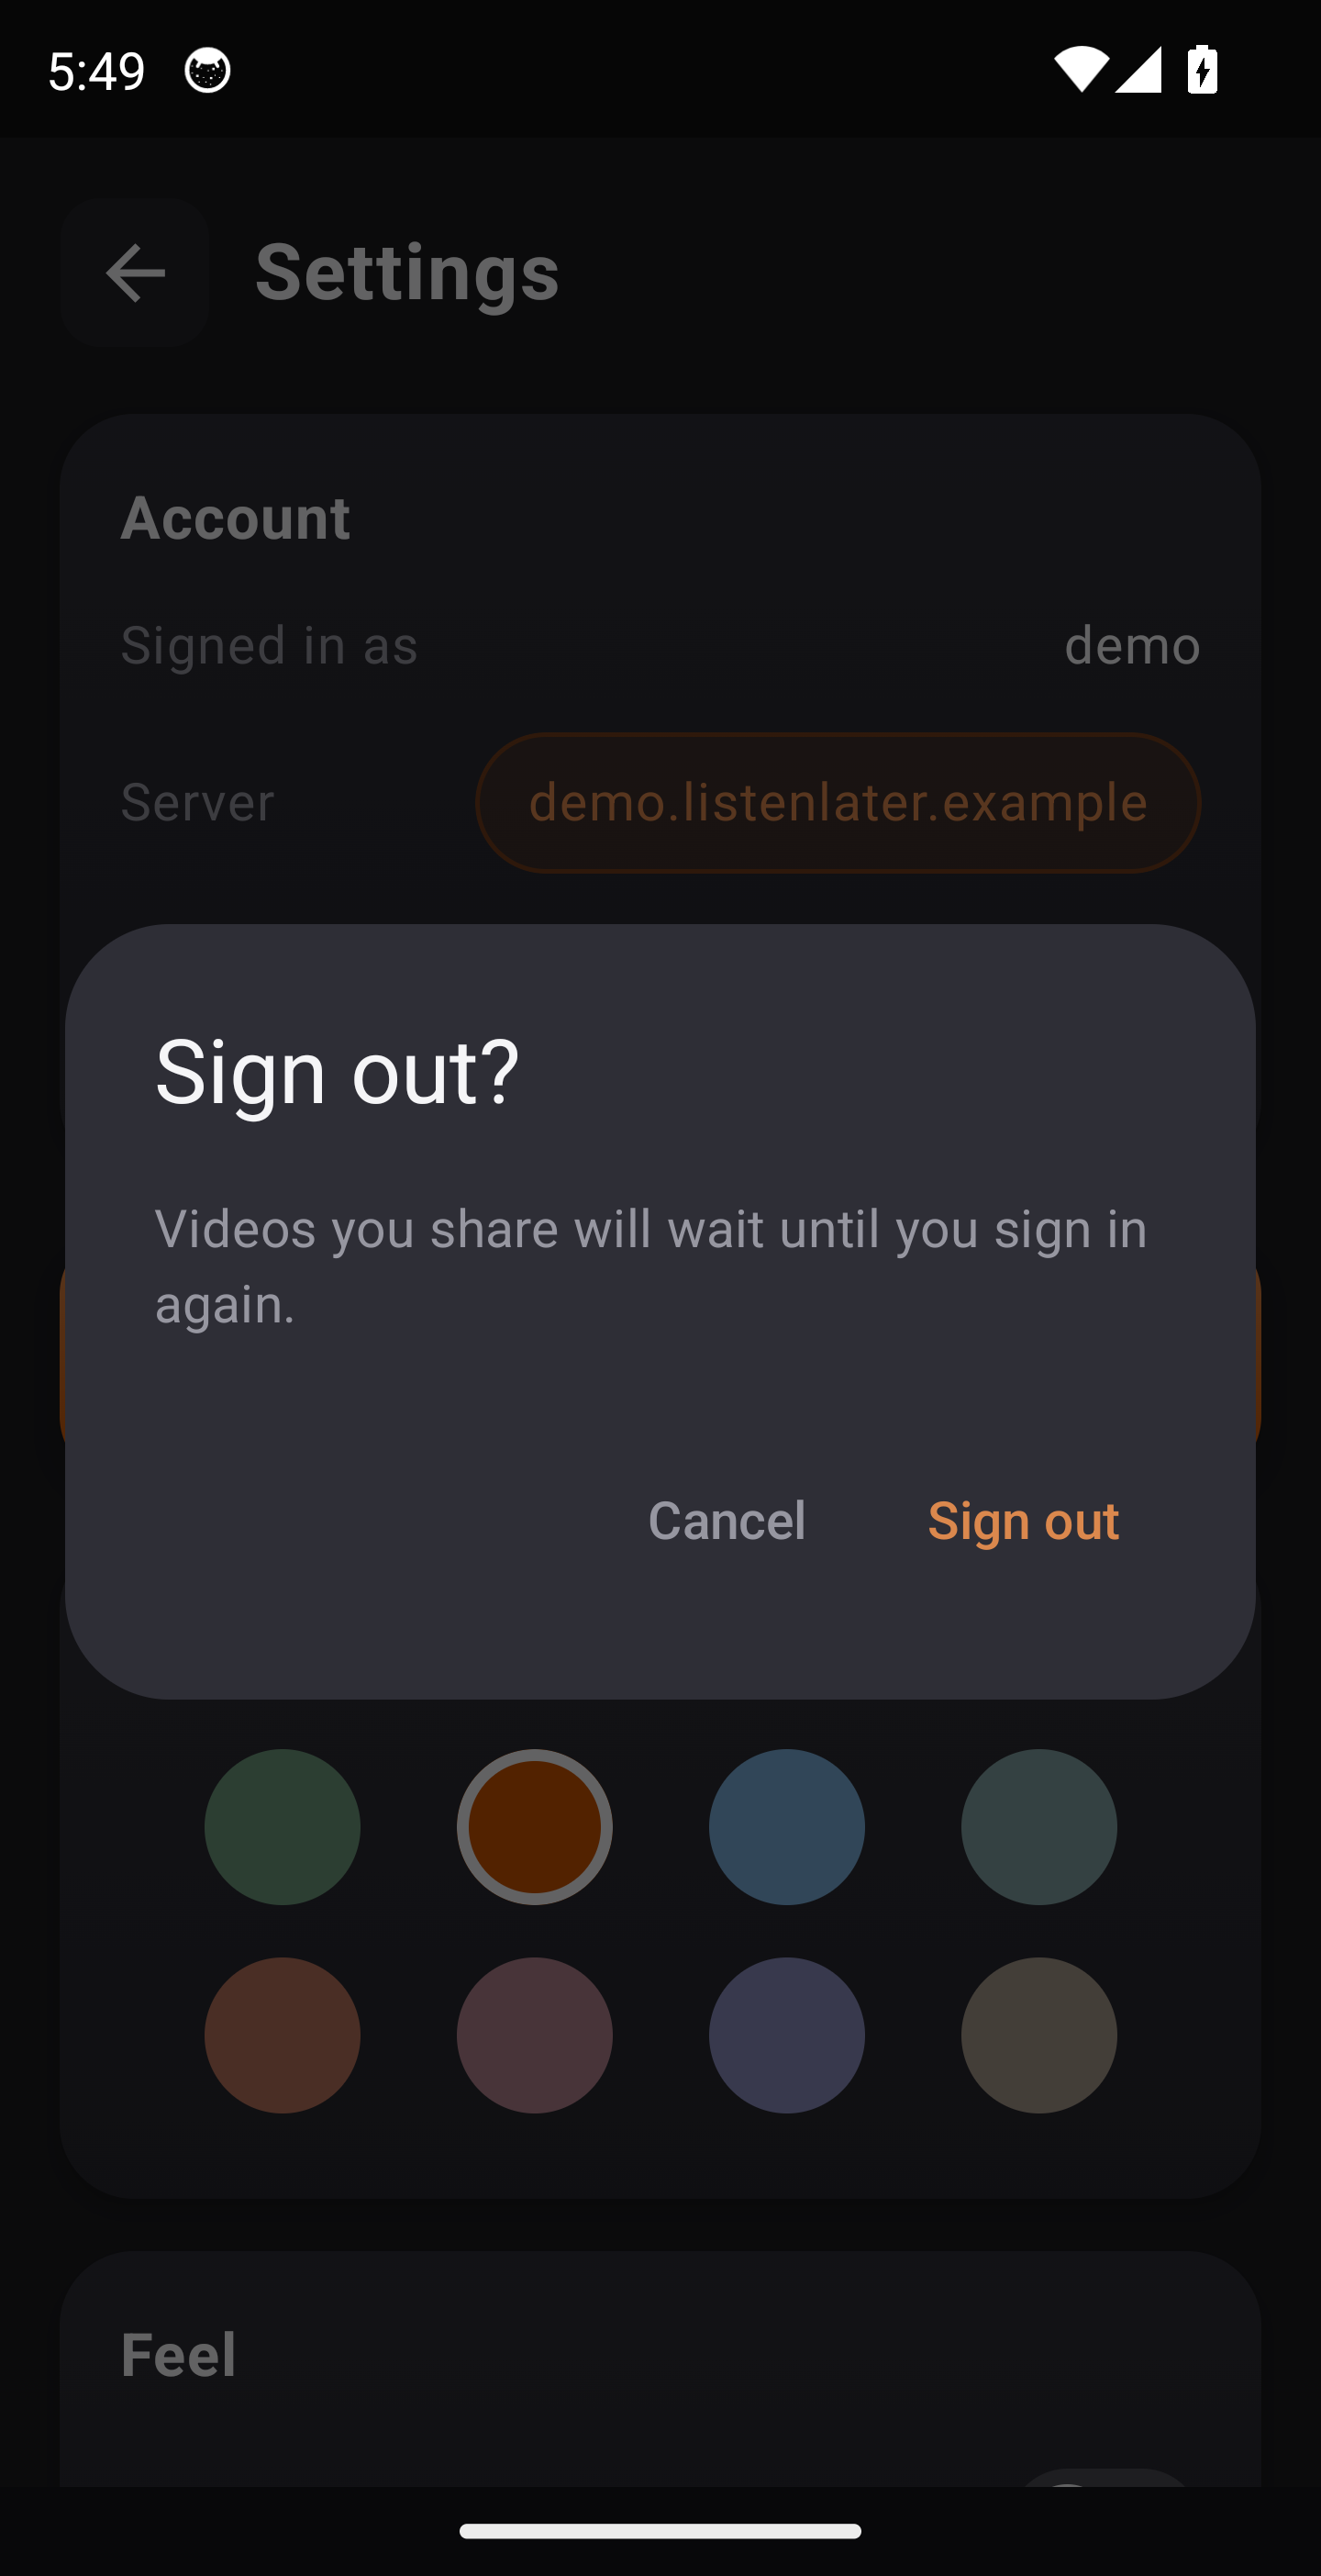 5:49
Settings
Account
Signed in as
demo
Server
demo.listenlater.example
Sign out?
Videos you share will wait until you sign in
again.
Cancel
Sign out
Feel